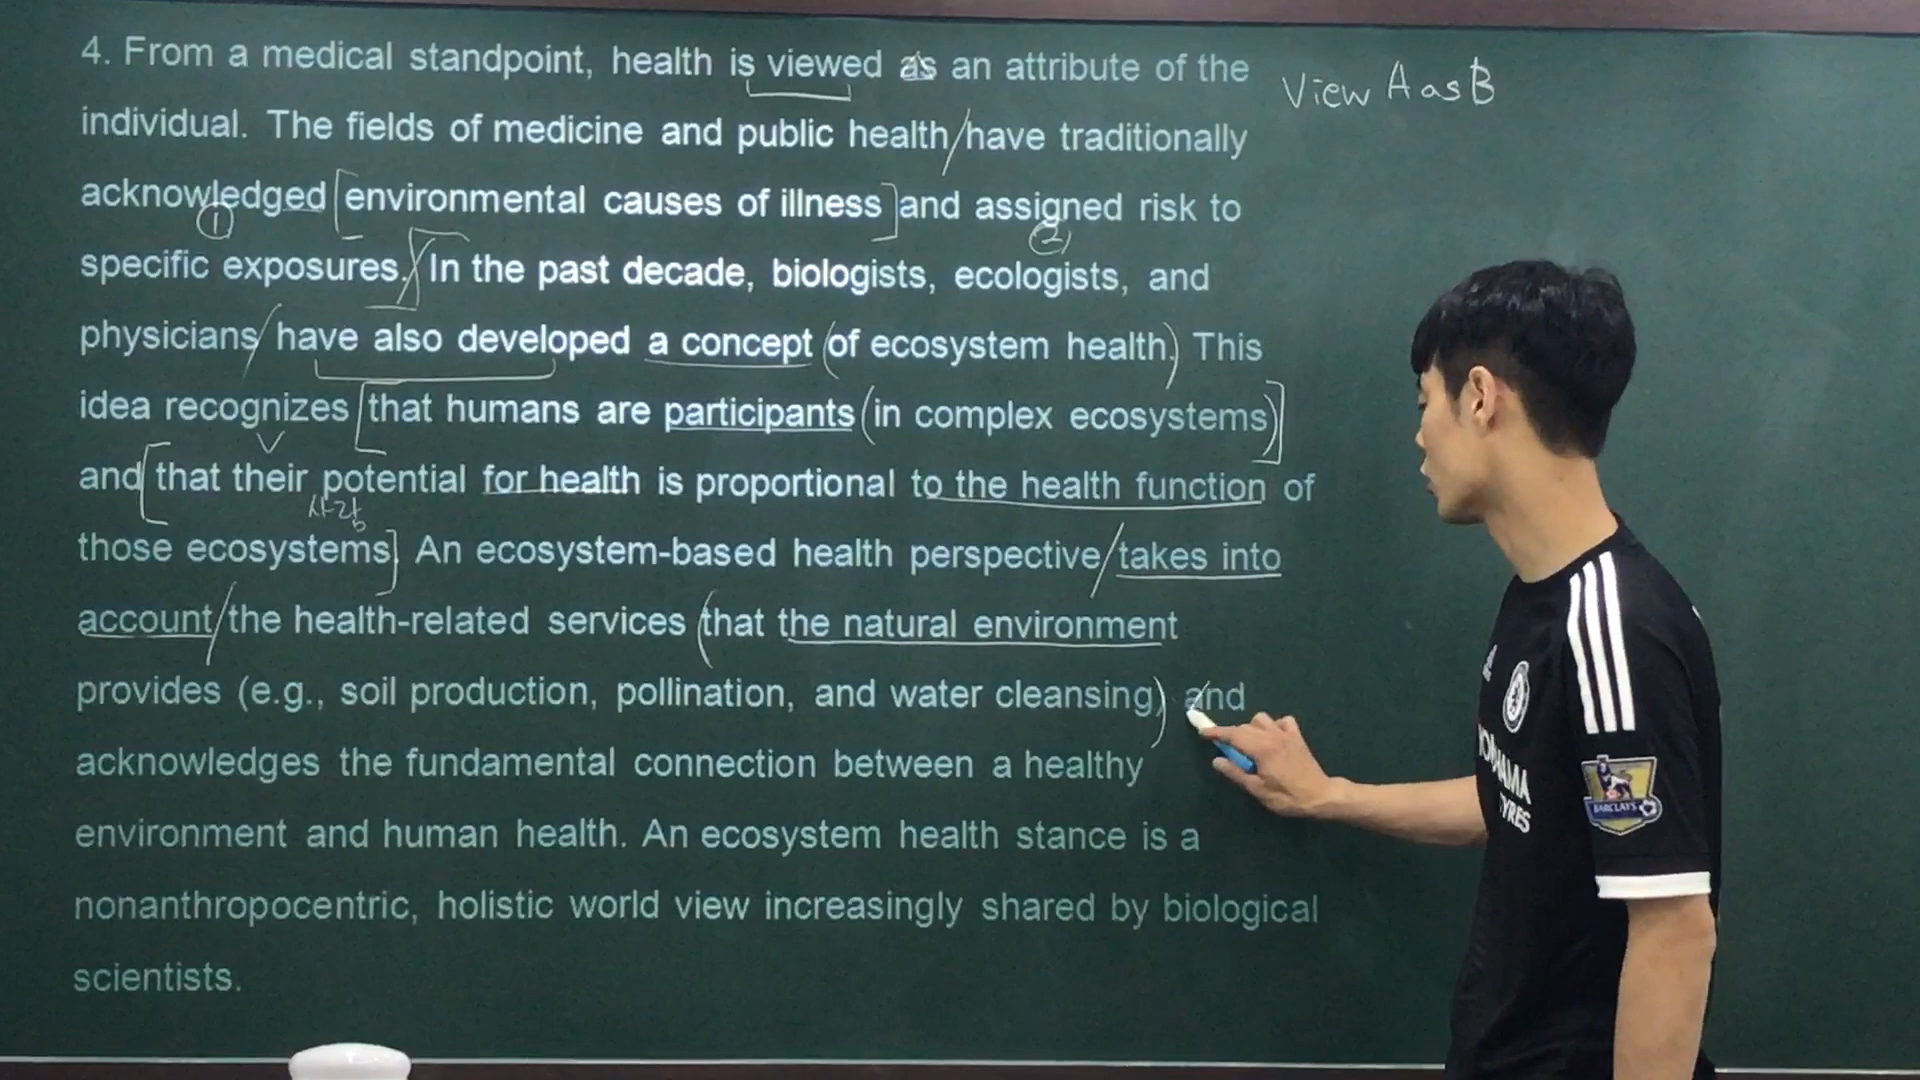 4. From a medical standpoint, health is viewed as an attribute of the
View A as B
individual. The fields of medicine and public health have traditionally
acknowledged environmental causes of illness and assigned risk to
① ②
specific exposures. In the past decade, biologists, ecologists, and
physicians have also developed a concept of ecosystem health. This
idea recognizes that humans are participants in complex ecosystems
and that their potential for health is proportional to the health function of
사람
those ecosystems. An ecosystem-based health perspective takes into
account the health-related services that the natural environment
provides (e.g., soil production, pollination, and water cleansing) and
acknowledges the fundamental connection between a healthy
environment and human health. An ecosystem health stance is a
nonanthropocentric, holistic world view increasingly shared by biological
scientists.
BARCLAYS